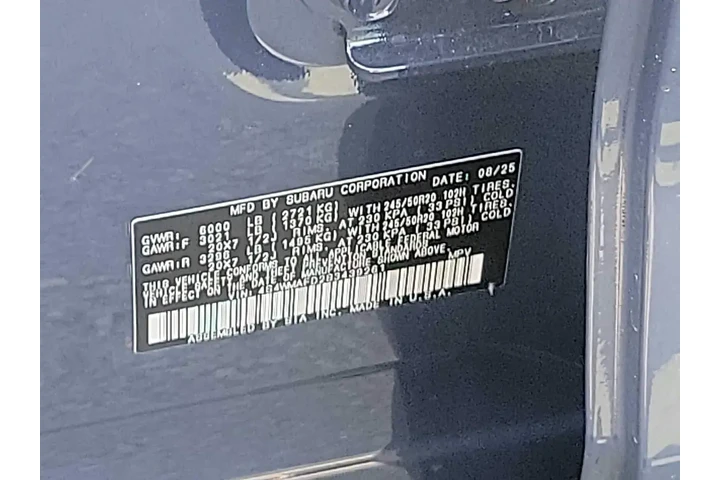 MFD BY SUBARU CORPORATION DATE: 08/25
GVWR: 6000 LB (2721 KG)
GAWR:F 3021 LB (1370 KG) WITH 245/50R20 102H TIRES,
20X7 1/2J RIMS, AT 230 KPA (33 PSI) COLD
GAWR:R 3290 LB (1495 KG) WITH 245/50R20 102H TIRES,
20X7 1/2J RIMS, AT 230 KPA (33 PSI) COLD
THIS VEHICLE CONFORMS TO ALL APPLICABLE FEDERAL MOTOR
VEHICLE SAFETY AND THEFT STANDARDS
IN EFFECT ON THE DATE OF MANUFACTURE SHOWN ABOVE.
VIN: MPV
ASSEMBLED BY SIA INC. MADE IN U.S.A.